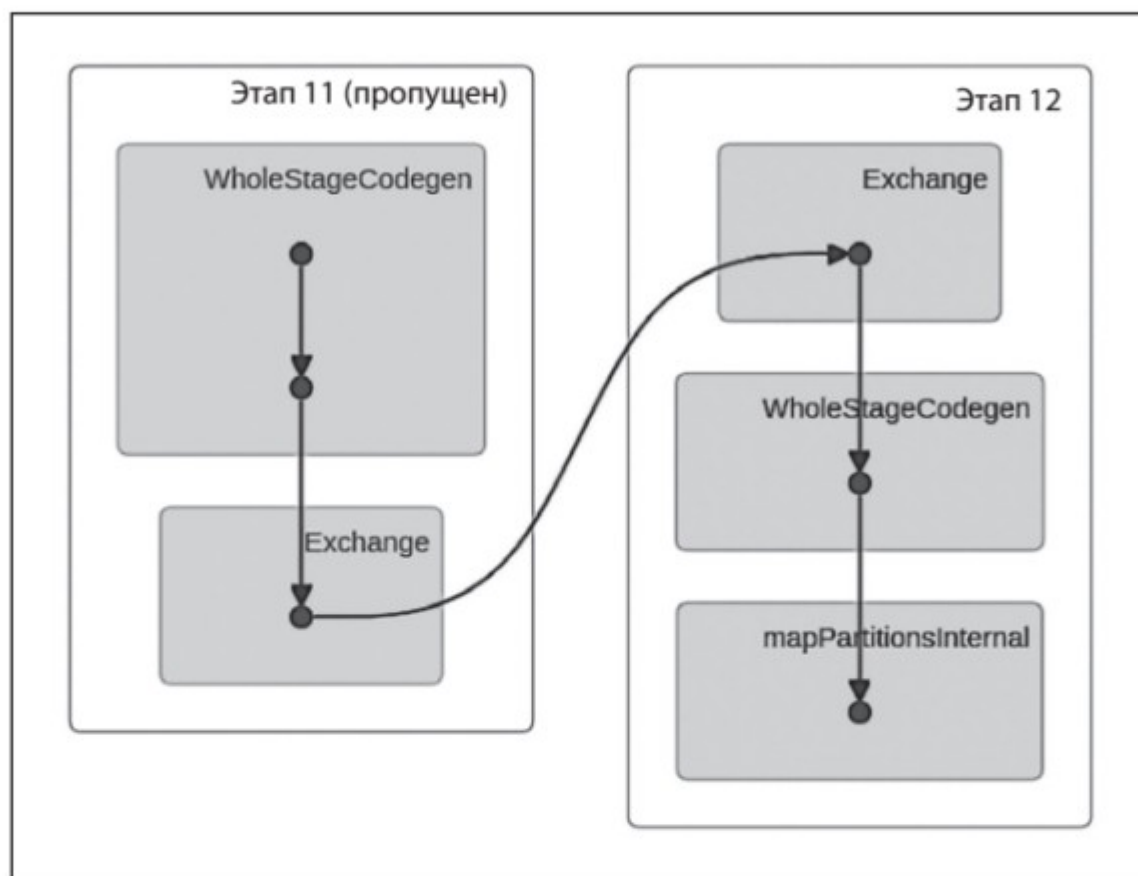 Этап 11 (пропущен)
WholeStageCodegen
Exchange
Этап 12
Exchange
WholeStageCodegen
mapPartitionsInternal